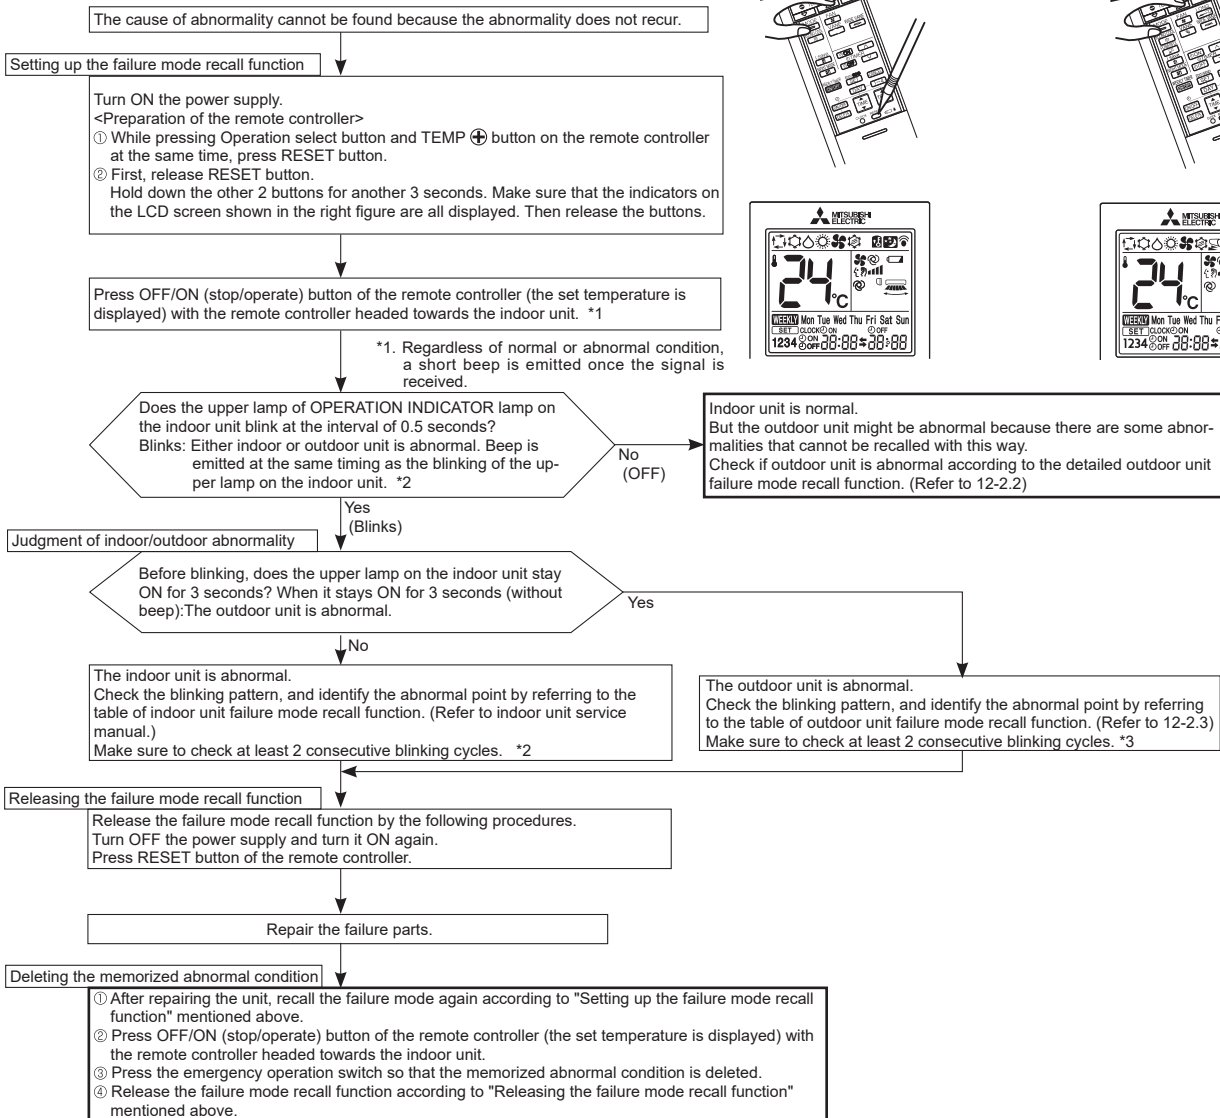 The cause of abnormality cannot be found because the abnormality does not recur.
Setting up the failure mode recall function
Turn ON the power supply.
<Preparation of the remote controller>
① While pressing Operation select button and TEMP ⊕ button on the remote controller
at the same time, press RESET button.
② First, release RESET button.
Hold down the other 2 buttons for another 3 seconds. Make sure that the indicators on
the LCD screen shown in the right figure are all displayed. Then release the buttons.
MITSUBISHI
ELECTRIC
24°C
WEEKLY Mon Tue Wed Thu Fri Sat Sun
SET CLOCK ON OFF
1234 ON OFF 88:88 88:88
MITSUBISH
ELECTRIC
24°C
WEEKLY Mon Tue Wed Thu F
SET CLOCK ON
1234 ON OFF 88:88
Press OFF/ON (stop/operate) button of the remote controller (the set temperature is
displayed) with the remote controller headed towards the indoor unit. *1
*1. Regardless of normal or abnormal condition,
a short beep is emitted once the signal is
received.
Does the upper lamp of OPERATION INDICATOR lamp on
the indoor unit blink at the interval of 0.5 seconds?
Blinks: Either indoor or outdoor unit is abnormal. Beep is
emitted at the same timing as the blinking of the up-
per lamp on the indoor unit. *2
No
(OFF)
Indoor unit is normal.
But the outdoor unit might be abnormal because there are some abnor-
malities that cannot be recalled with this way.
Check if outdoor unit is abnormal according to the detailed outdoor unit
failure mode recall function. (Refer to 12-2.2)
Yes
(Blinks)
Judgment of indoor/outdoor abnormality
Before blinking, does the upper lamp on the indoor unit stay
ON for 3 seconds? When it stays ON for 3 seconds (without
beep):The outdoor unit is abnormal.
Yes
No
The indoor unit is abnormal.
Check the blinking pattern, and identify the abnormal point by referring to the
table of indoor unit failure mode recall function. (Refer to indoor unit service
manual.)
Make sure to check at least 2 consecutive blinking cycles. *2
The outdoor unit is abnormal.
Check the blinking pattern, and identify the abnormal point by referring
to the table of outdoor unit failure mode recall function. (Refer to 12-2.3)
Make sure to check at least 2 consecutive blinking cycles. *3
Releasing the failure mode recall function
Release the failure mode recall function by the following procedures.
Turn OFF the power supply and turn it ON again.
Press RESET button of the remote controller.
Repair the failure parts.
Deleting the memorized abnormal condition
① After repairing the unit, recall the failure mode again according to "Setting up the failure mode recall
function" mentioned above.
② Press OFF/ON (stop/operate) button of the remote controller (the set temperature is displayed) with
the remote controller headed towards the indoor unit.
③ Press the emergency operation switch so that the memorized abnormal condition is deleted.
④ Release the failure mode recall function according to "Releasing the failure mode recall function"
mentioned above.